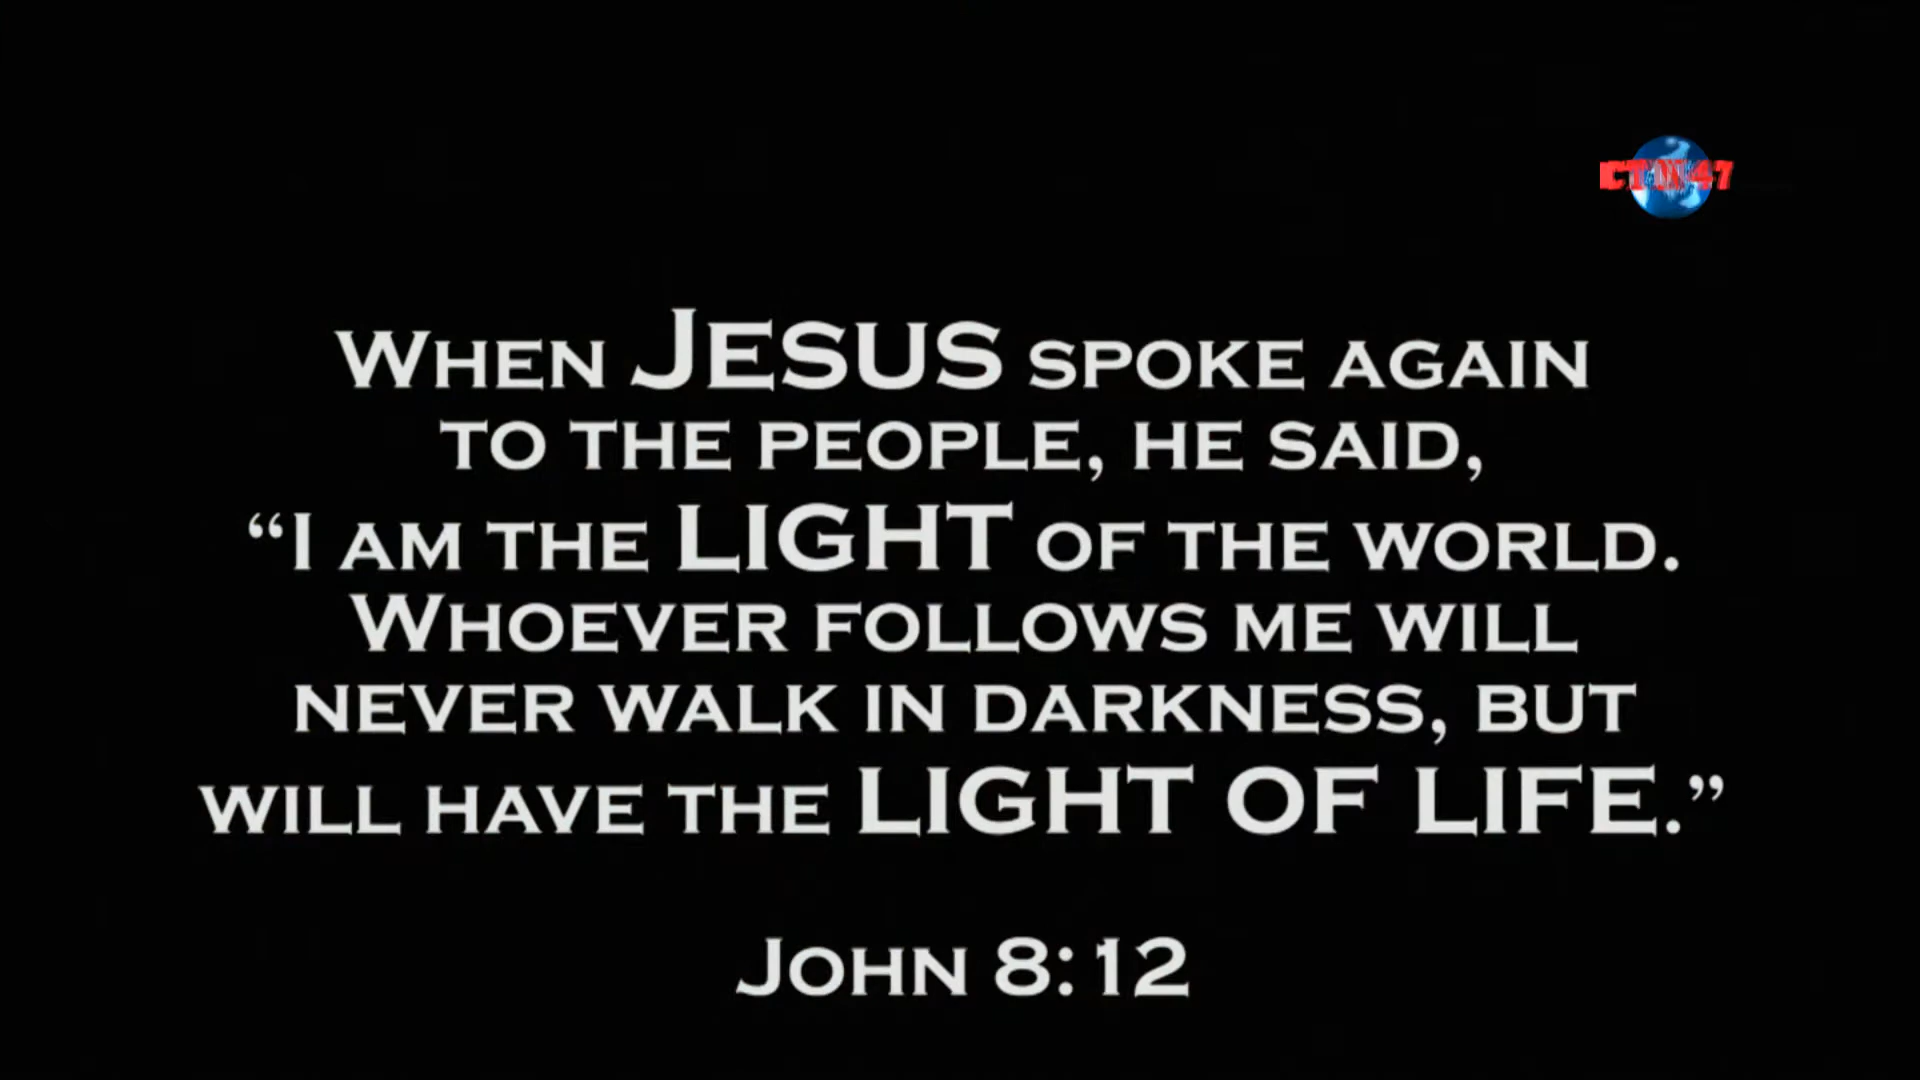 When Jesus spoke again
to the people, he said,
“I am the LIGHT of the world.
Whoever follows me will
never walk in darkness, but
will have the LIGHT OF LIFE.”
John 8:12